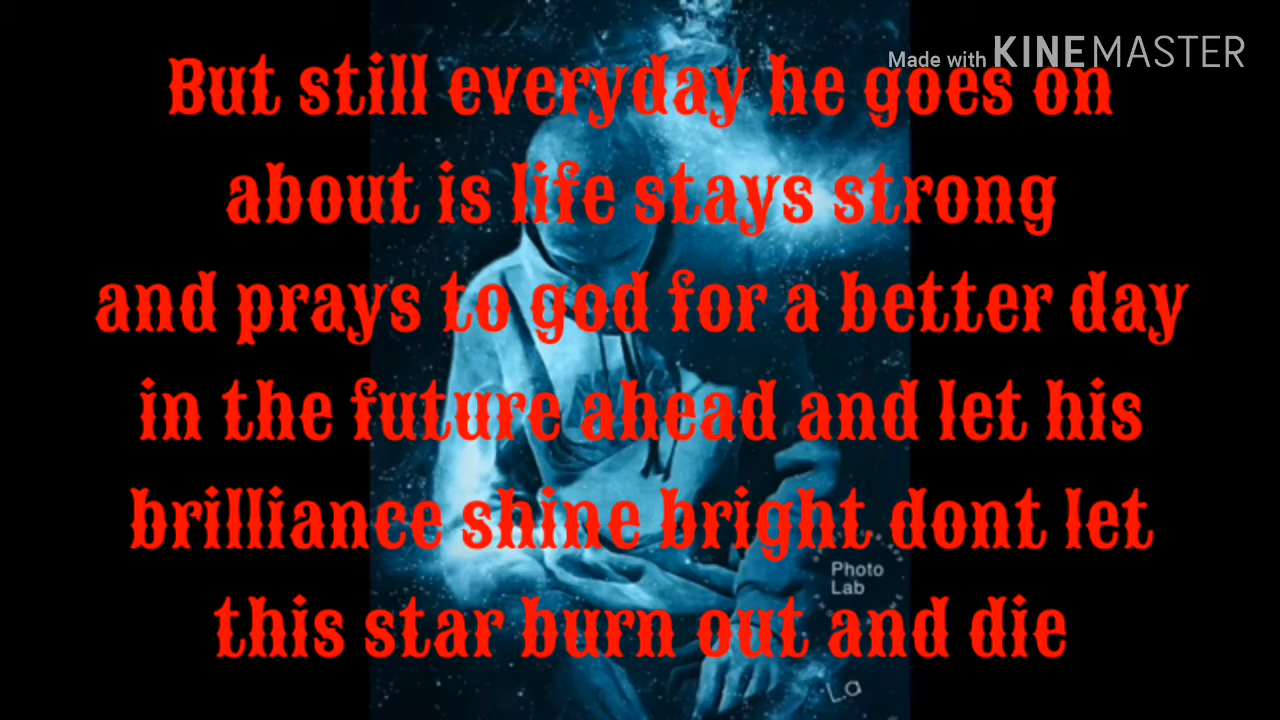 Made with KINEMASTER
But still everyday he goes on
about is life stays strong
and prays to god for a better day
in the future ahead and let his
brilliance shine bright dont let
this star burn out and die
Photo
Lab
La